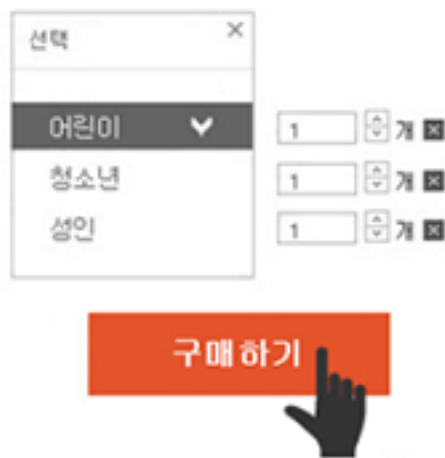 선택 ×
어린이 1 개 ×
청소년 1 개 ×
성인 1 개 ×
구매하기